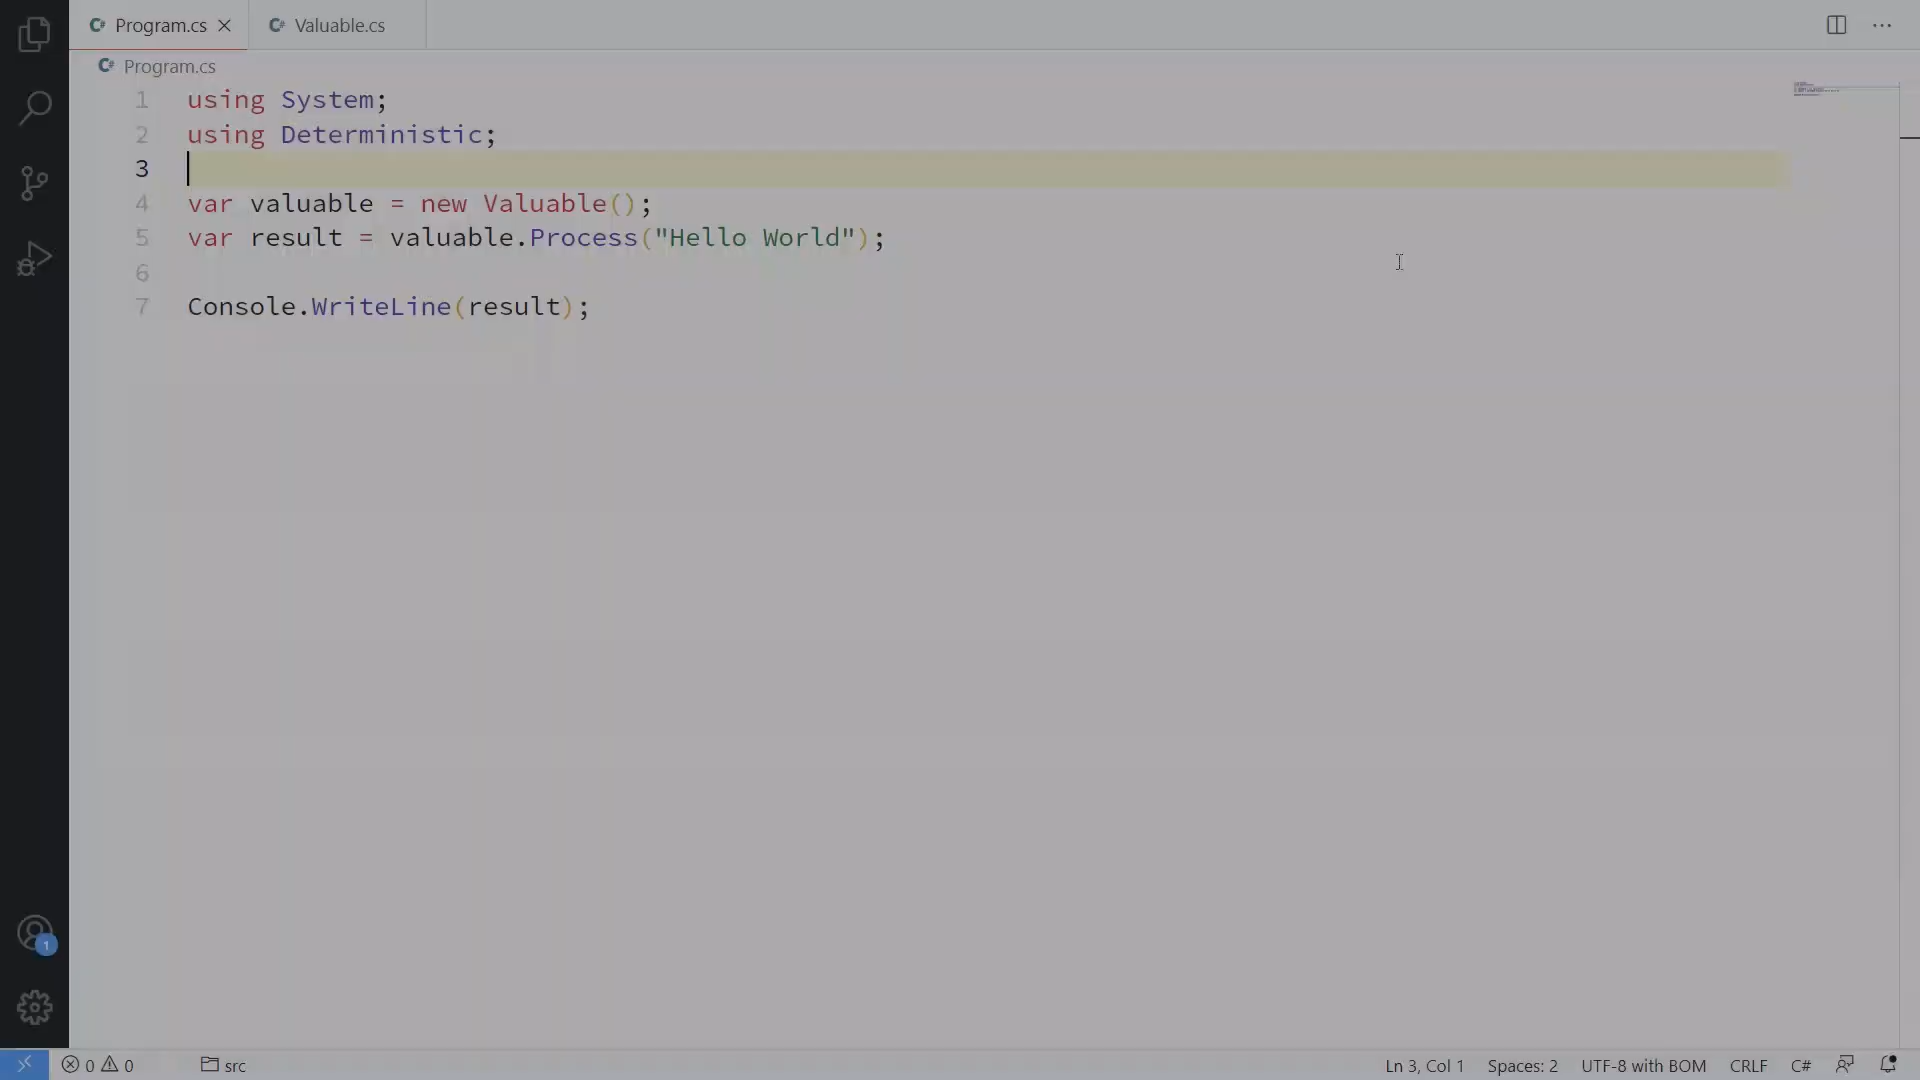 Program.cs
Valuable.cs
Program.cs
1 using System;
2 using Deterministic;
3
4 var valuable = new Valuable();
5 var result = valuable.Process("Hello World");
6
7 Console.WriteLine(result);
1
0 0 src Ln 3, Col 1 Spaces: 2 UTF-8 with BOM CRLF C#